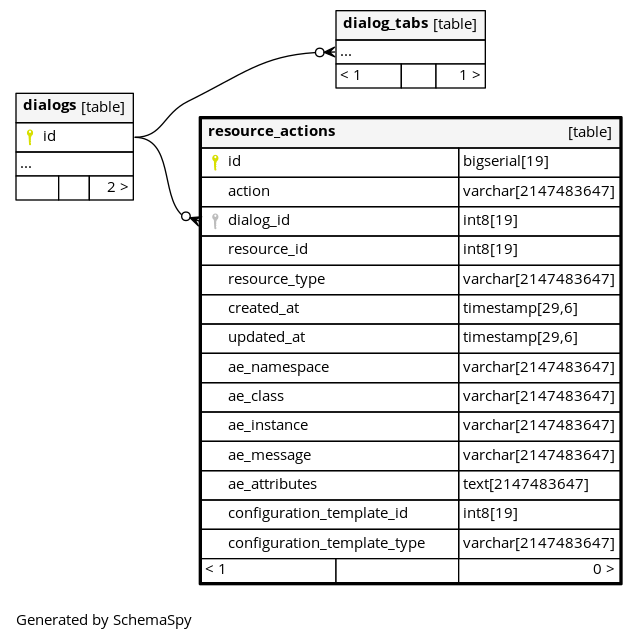 dialog_tabs [table]
...
< 1 1 >
dialogs [table]
id
...
2 >
resource_actions [table]
id bigserial[19]
action varchar[2147483647]
dialog_id int8[19]
resource_id int8[19]
resource_type varchar[2147483647]
created_at timestamp[29,6]
updated_at timestamp[29,6]
ae_namespace varchar[2147483647]
ae_class varchar[2147483647]
ae_instance varchar[2147483647]
ae_message varchar[2147483647]
ae_attributes text[2147483647]
configuration_template_id int8[19]
configuration_template_type varchar[2147483647]
< 1 0 >
Generated by SchemaSpy